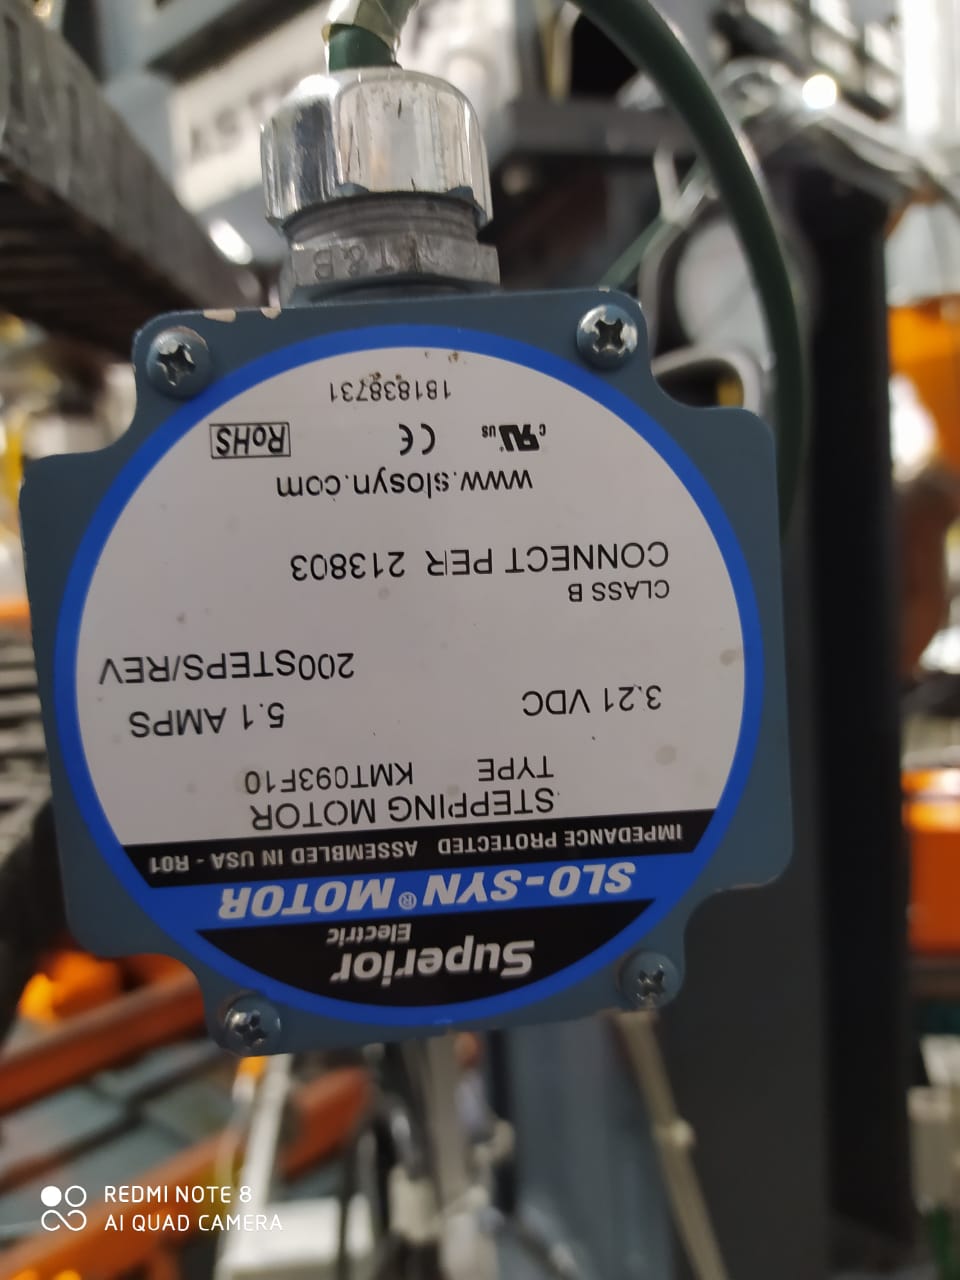 Superior
Electric
SLO-SYN® MOTOR
IMPEDANCE PROTECTED ASSEMBLED IN USA - R01
STEPPING MOTOR
TYPE KMT093F10
3.21 VDC 5.1 AMPS
200STEPS/REV
CLASS B
CONNECT PER 213803
www.slosyn.com
c RU us CE RoHS
181838731
T&B
REDMI NOTE 8
AI QUAD CAMERA